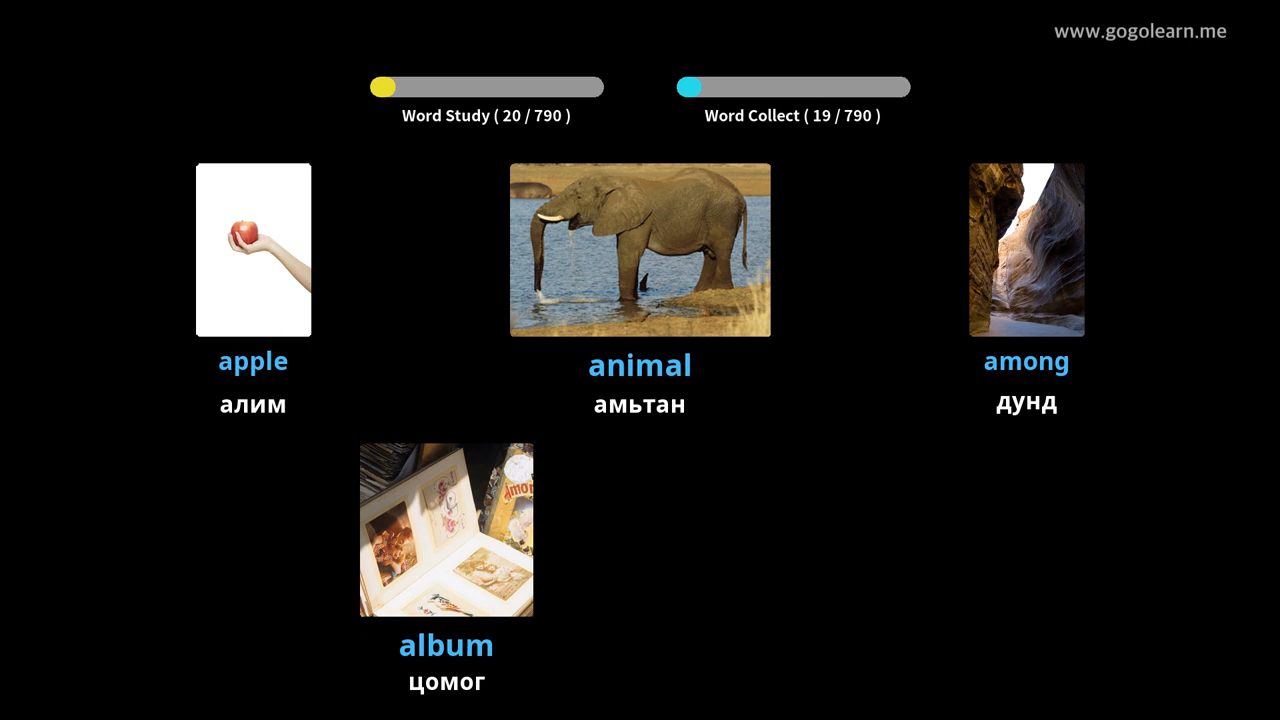 www.gogolearn.me
Word Study ( 20 / 790 )
Word Collect ( 19 / 790 )
apple
animal
among
алим
амьтан
дунд
album
цомог